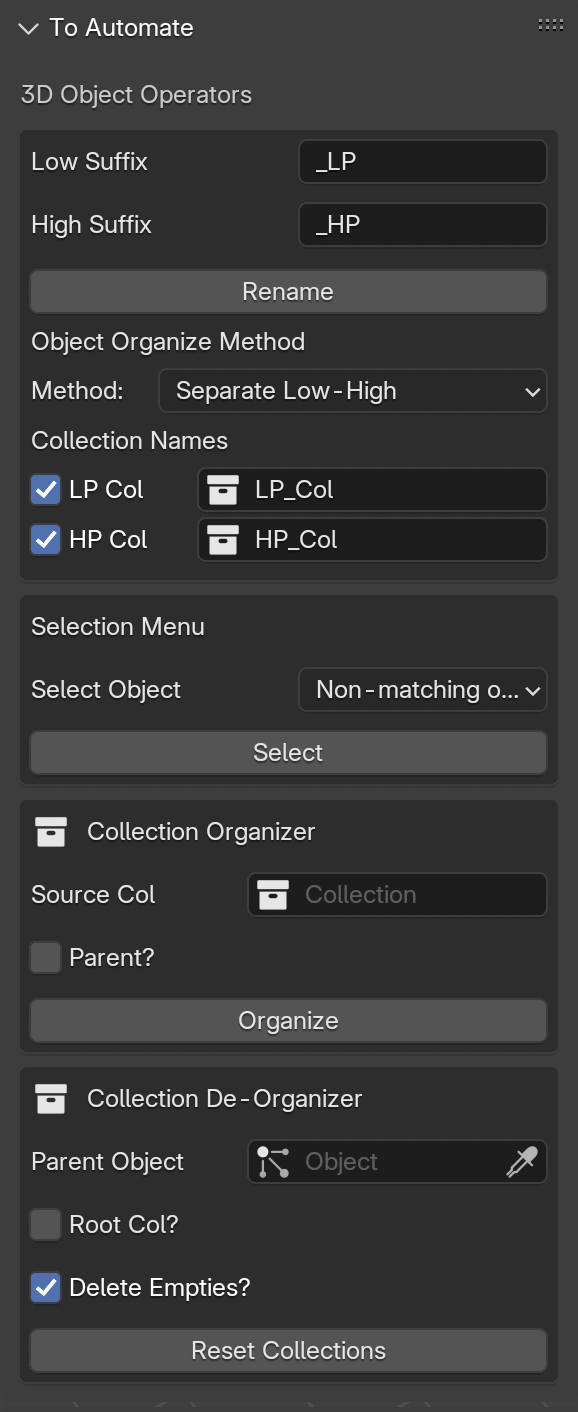 To Automate
3D Object Operators
Low Suffix _LP
High Suffix _HP
Rename
Object Organize Method
Method: Separate Low-High
Collection Names
LP Col LP_Col
HP Col HP_Col
Selection Menu
Select Object Non-matching o...
Select
Collection Organizer
Source Col Collection
Parent?
Organize
Collection De-Organizer
Parent Object Object
Root Col?
Delete Empties?
Reset Collections